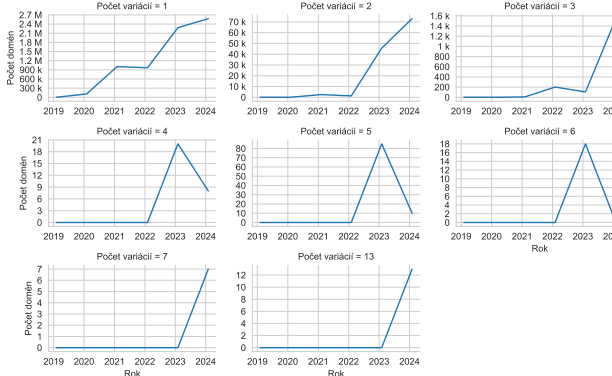 Počet variácií = 1
Počet domén
2.7 M
2.4 M
2.1 M
1.8 M
1.5 M
1.2 M
900 k
600 k
300 k
0
2019 2020 2021 2022 2023 2024
Počet variácií = 2
70 k
60 k
50 k
40 k
30 k
20 k
10 k
0
2019 2020 2021 2022 2023 2024
Počet variácií = 3
1.6 k
1.4 k
1.2 k
1 k
800
600
400
200
0
2019 2020 2021 2022 2023 2024
Počet variácií = 4
Počet domén
21
18
15
12
9
6
3
0
2019 2020 2021 2022 2023 2024
Počet variácií = 5
80
70
60
50
40
30
20
10
0
2019 2020 2021 2022 2023 2024
Počet variácií = 6
18
16
14
12
10
8
6
4
2
0
2019 2020 2021 2022 2023 2024
Rok
Počet variácií = 7
Počet domén
7
6
5
4
3
2
1
0
2019 2020 2021 2022 2023 2024
Rok
Počet variácií = 13
12
10
8
6
4
2
0
2019 2020 2021 2022 2023 2024
Rok